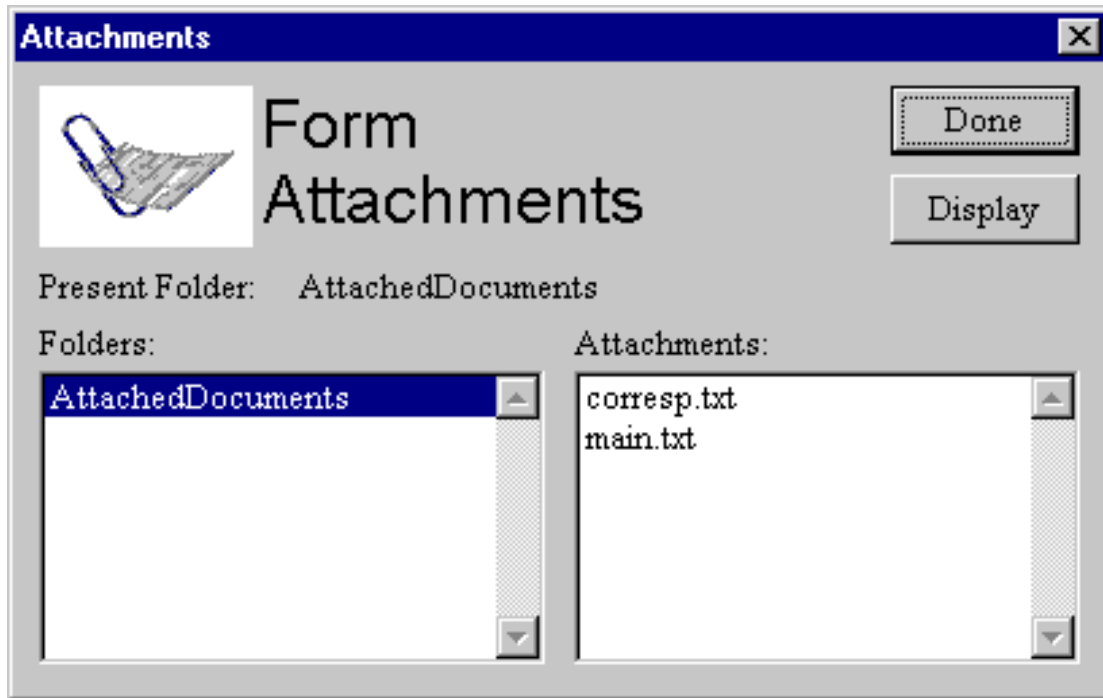 Attachments
Form
Attachments
Done
Display
Present Folder: AttachedDocuments
Folders:
AttachedDocuments
Attachments:
corresp.txt
main.txt